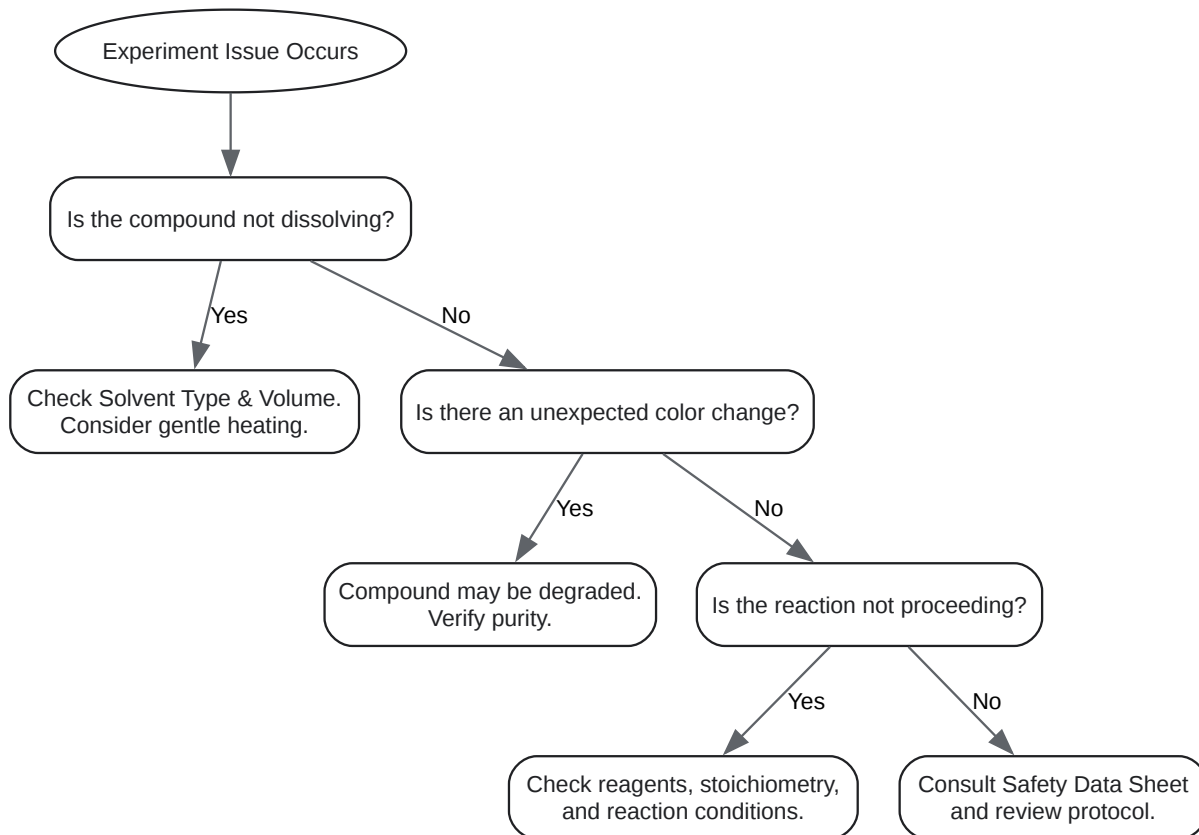 Experiment Issue Occurs
Is the compound not dissolving?
Yes
No
Check Solvent Type & Volume.
Consider gentle heating.
Is there an unexpected color change?
Yes
No
Compound may be degraded.
Verify purity.
Is the reaction not proceeding?
Yes
No
Check reagents, stoichiometry,
and reaction conditions.
Consult Safety Data Sheet
and review protocol.